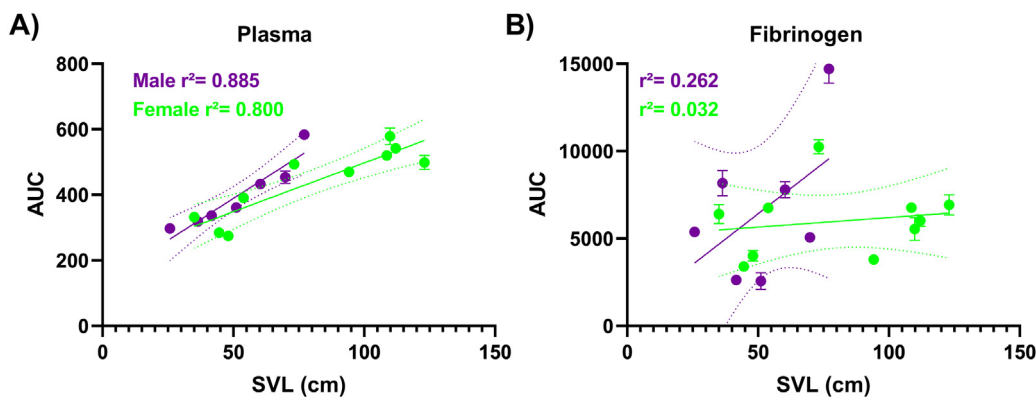 A)
Plasma
Male r²= 0.885
Female r²= 0.800
800
600
400
200
0
AUC
0 50 100 150
SVL (cm)
B)
Fibrinogen
r²= 0.262
r²= 0.032
15000
10000
5000
0
AUC
0 50 100 150
SVL (cm)